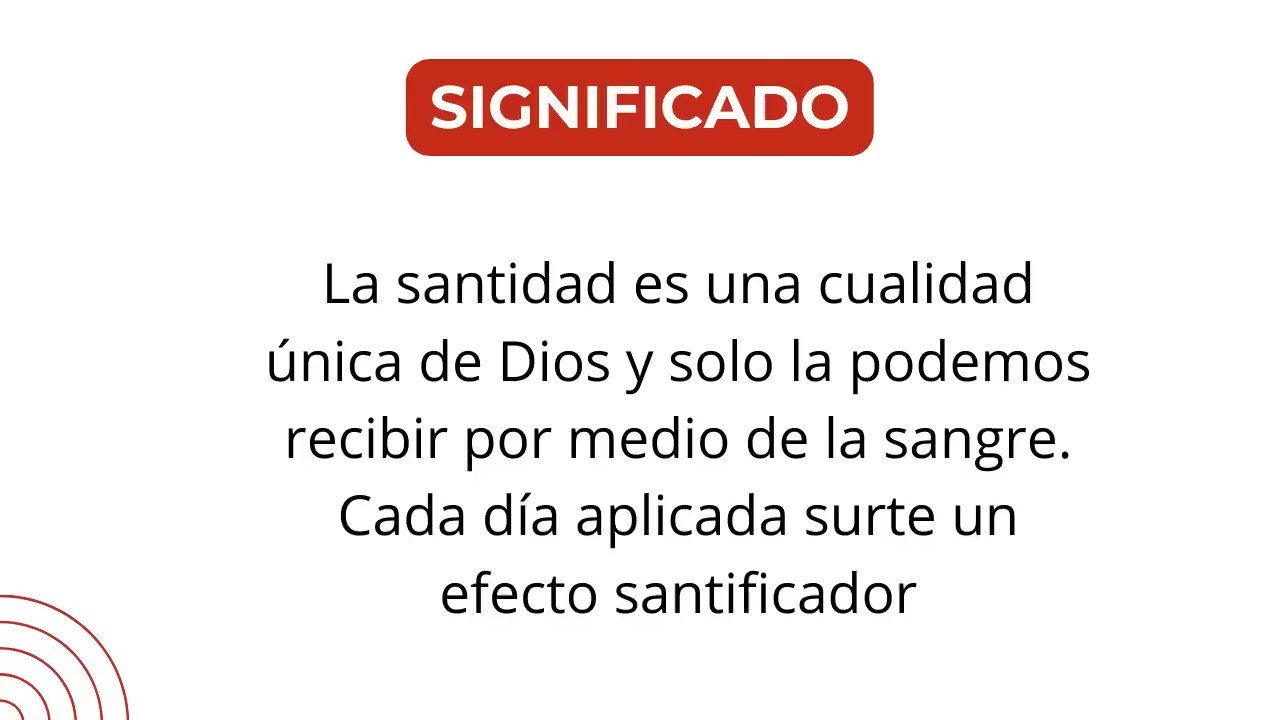 SIGNIFICADO
La santidad es una cualidad
única de Dios y solo la podemos
recibir por medio de la sangre.
Cada día aplicada surte un
efecto santificador